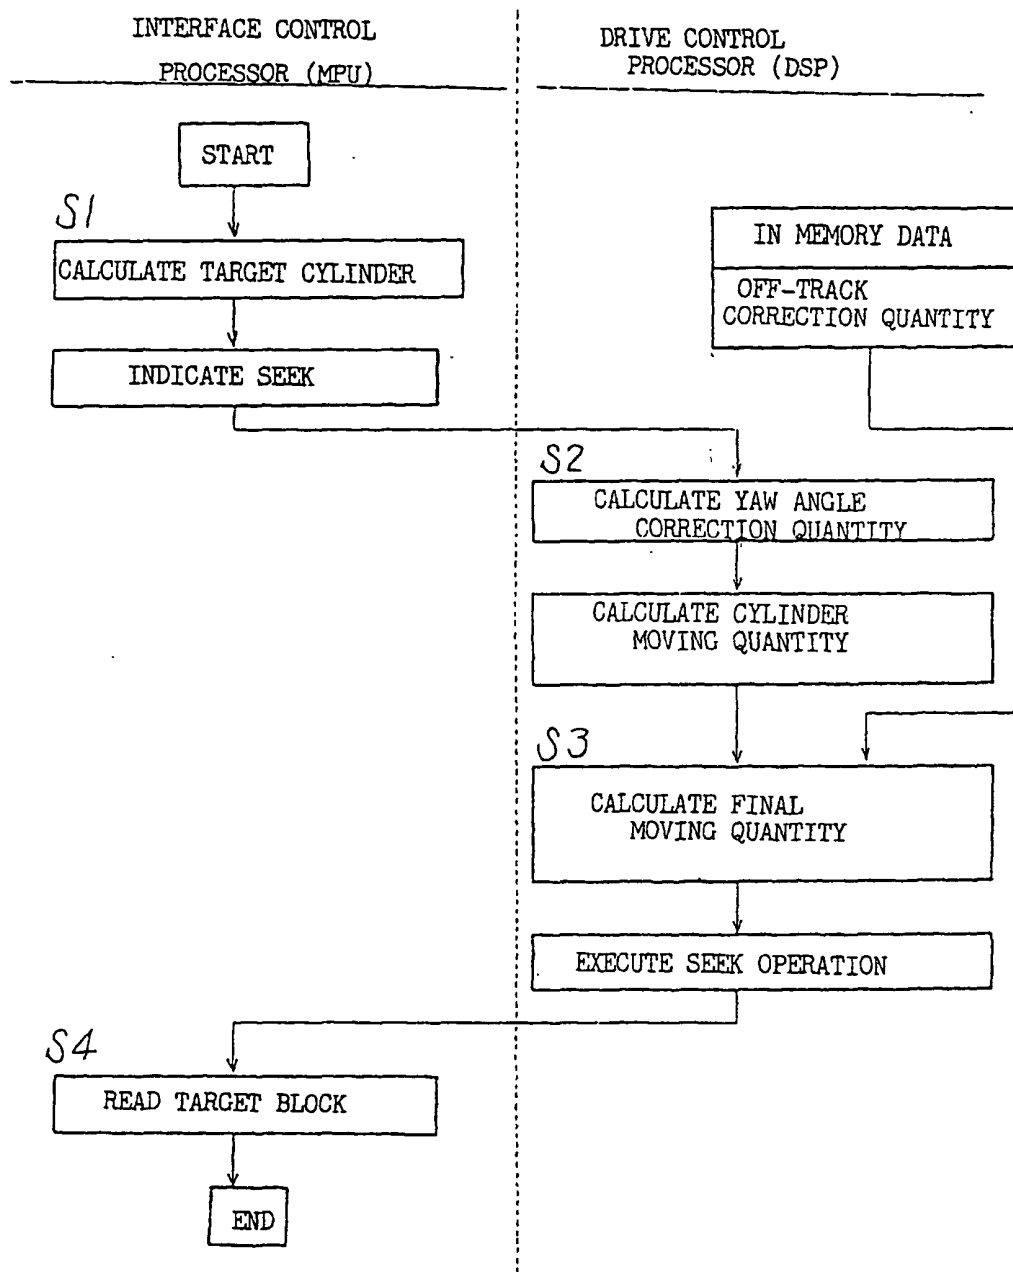 INTERFACE CONTROL
PROCESSOR (MPU)
DRIVE CONTROL
PROCESSOR (DSP)
START
S1
CALCULATE TARGET CYLINDER
INDICATE SEEK
IN MEMORY DATA
OFF-TRACK
CORRECTION QUANTITY
S2
CALCULATE YAW ANGLE
CORRECTION QUANTITY
CALCULATE CYLINDER
MOVING QUANTITY
S3
CALCULATE FINAL
MOVING QUANTITY
EXECUTE SEEK OPERATION
S4
READ TARGET BLOCK
END